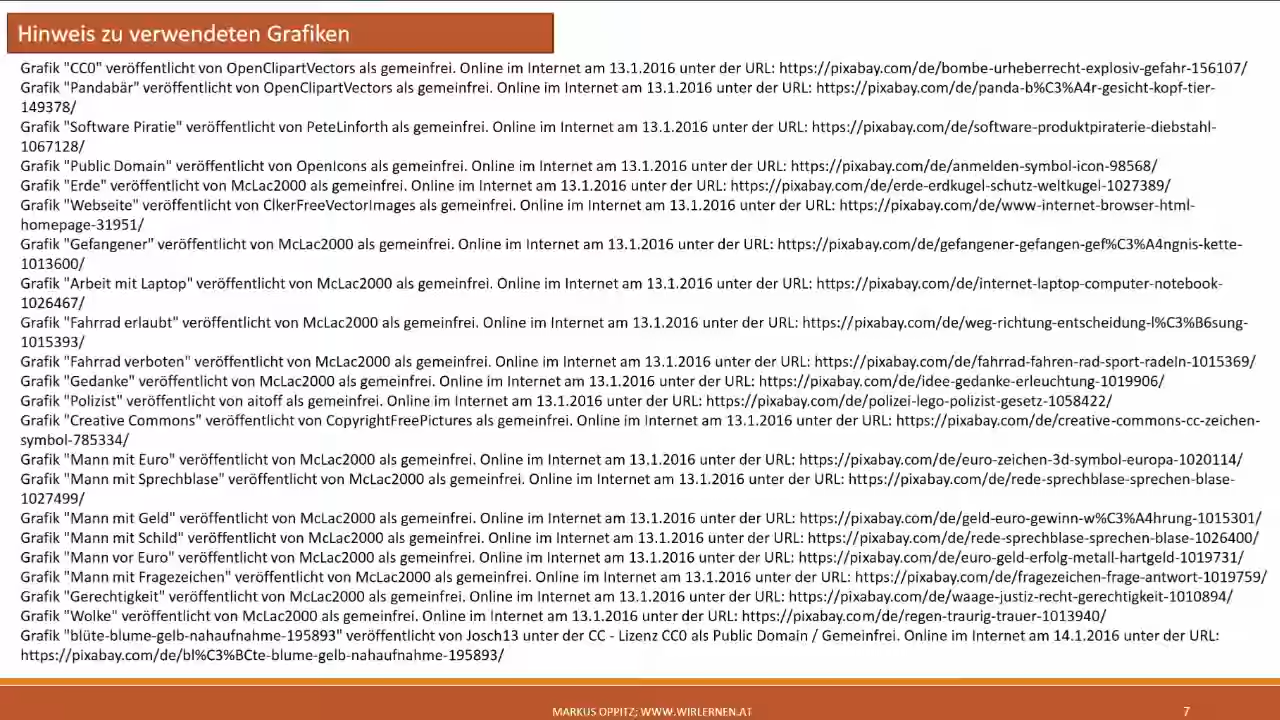 Hinweis zu verwendeten Grafiken
Grafik "CC0" veröffentlicht von OpenClipartVectors als gemeinfrei. Online im Internet am 13.1.2016 unter der URL: https://pixabay.com/de/bombe-urheberrecht-explosiv-gefahr-156107/
Grafik "Pandabär" veröffentlicht von OpenClipartVectors als gemeinfrei. Online im Internet am 13.1.2016 unter der URL: https://pixabay.com/de/panda-b%C3%A4r-gesicht-kopf-tier-
149378/
Grafik "Software Piratie" veröffentlicht von PeteLinforth als gemeinfrei. Online im Internet am 13.1.2016 unter der URL: https://pixabay.com/de/software-produktpiraterie-diebstahl-
1067128/
Grafik "Public Domain" veröffentlicht von OpenIcons als gemeinfrei. Online im Internet am 13.1.2016 unter der URL: https://pixabay.com/de/anmelden-symbol-icon-98568/
Grafik "Erde" veröffentlicht von McLac2000 als gemeinfrei. Online im Internet am 13.1.2016 unter der URL: https://pixabay.com/de/erde-erdkugel-schutz-weltkugel-1027389/
Grafik "Webseite" veröffentlicht von ClkerFreeVectorImages als gemeinfrei. Online im Internet am 13.1.2016 unter der URL: https://pixabay.com/de/www-internet-browser-html-
homepage-31951/
Grafik "Gefangener" veröffentlicht von McLac2000 als gemeinfrei. Online im Internet am 13.1.2016 unter der URL: https://pixabay.com/de/gefangener-gefangen-gef%C3%A4ngnis-kette-
1013600/
Grafik "Arbeit mit Laptop" veröffentlicht von McLac2000 als gemeinfrei. Online im Internet am 13.1.2016 unter der URL: https://pixabay.com/de/internet-laptop-computer-notebook-
1026467/
Grafik "Fahrrad erlaubt" veröffentlicht von McLac2000 als gemeinfrei. Online im Internet am 13.1.2016 unter der URL: https://pixabay.com/de/weg-richtung-entscheidung-l%C3%B6sung-
1015393/
Grafik "Fahrrad verboten" veröffentlicht von McLac2000 als gemeinfrei. Online im Internet am 13.1.2016 unter der URL: https://pixabay.com/de/fahrrad-fahren-rad-sport-radeln-1015369/
Grafik "Gedanke" veröffentlicht von McLac2000 als gemeinfrei. Online im Internet am 13.1.2016 unter der URL: https://pixabay.com/de/idee-gedanke-erleuchtung-1019906/
Grafik "Polizist" veröffentlicht von aitoff als gemeinfrei. Online im Internet am 13.1.2016 unter der URL: https://pixabay.com/de/polizei-lego-polizist-gesetz-1058422/
Grafik "Creative Commons" veröffentlicht von CopyrightFreePictures als gemeinfrei. Online im Internet am 13.1.2016 unter der URL: https://pixabay.com/de/creative-commons-cc-zeichen-
symbol-785334/
Grafik "Mann mit Euro" veröffentlicht von McLac2000 als gemeinfrei. Online im Internet am 13.1.2016 unter der URL: https://pixabay.com/de/euro-zeichen-3d-symbol-europa-1020114/
Grafik "Mann mit Sprechblase" veröffentlicht von McLac2000 als gemeinfrei. Online im Internet am 13.1.2016 unter der URL: https://pixabay.com/de/rede-sprechblase-sprechen-blase-
1027499/
Grafik "Mann mit Geld" veröffentlicht von McLac2000 als gemeinfrei. Online im Internet am 13.1.2016 unter der URL: https://pixabay.com/de/geld-euro-gewinn-w%C3%A4hrung-1015301/
Grafik "Mann mit Schild" veröffentlicht von McLac2000 als gemeinfrei. Online im Internet am 13.1.2016 unter der URL: https://pixabay.com/de/rede-sprechblase-sprechen-blase-1026400/
Grafik "Mann vor Euro" veröffentlicht von McLac2000 als gemeinfrei. Online im Internet am 13.1.2016 unter der URL: https://pixabay.com/de/euro-geld-erfolg-metall-hartgeld-1019731/
Grafik "Mann mit Fragezeichen" veröffentlicht von McLac2000 als gemeinfrei. Online im Internet am 13.1.2016 unter der URL: https://pixabay.com/de/fragezeichen-frage-antwort-1019759/
Grafik "Gerechtigkeit" veröffentlicht von McLac2000 als gemeinfrei. Online im Internet am 13.1.2016 unter der URL: https://pixabay.com/de/waage-justiz-recht-gerechtigkeit-1010894/
Grafik "Wolke" veröffentlicht von McLac2000 als gemeinfrei. Online im Internet am 13.1.2016 unter der URL: https://pixabay.com/de/regen-traurig-trauer-1013940/
Grafik "blüte-blume-gelb-nahaufnahme-195893" veröffentlicht von Josch13 unter der CC - Lizenz CC0 als Public Domain / Gemeinfrei. Online im Internet am 14.1.2016 unter der URL:
https://pixabay.com/de/bl%C3%BCte-blume-gelb-nahaufnahme-195893/
MARKUS OPPITZ; WWW.WIRLERNEN.AT
7